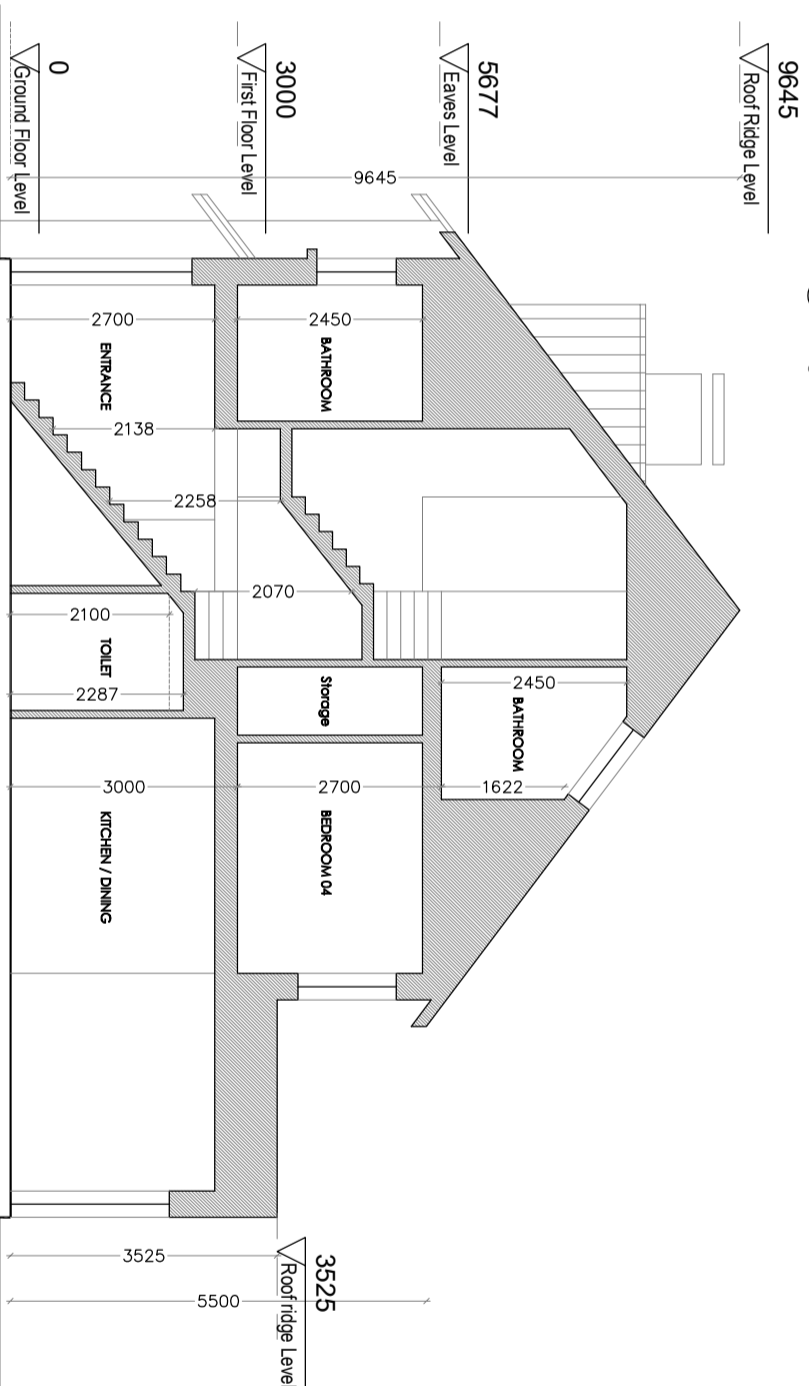 9645
Roof Ridge Level
5677
Eaves Level
3000
First Floor Level
0
Ground Floor Level
9645
2700
ENTRANCE
2450
BATHROOM
2138
2258
2070
2100
TOILET
2287
Storage
2450
BATHROOM
3000
KITCHEN / DINING
2700
BEDROOM 04
1622
3525
Roof ridge Level
3525
5500